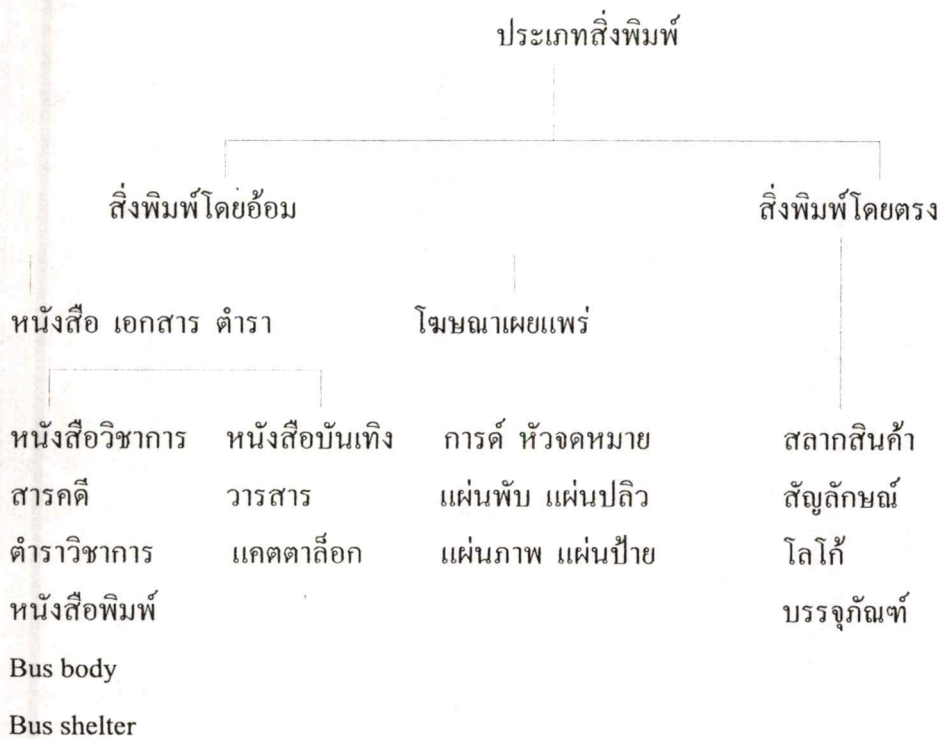 ประเภทสิ่งพิมพ์
สิ่งพิมพ์โดยอ้อม สิ่งพิมพ์โดยตรง
หนังสือ เอกสาร ตำรา โฆษณาเผยแพร่
หนังสือวิชาการ หนังสือบันเทิง การด์ หัวจดหมาย สลากสินค้า
สารคดี วารสาร แผ่นพับ แผ่นปลิว สัญลักษณ์
ตำราวิชาการ แคตตาล็อก แผ่นภาพ แผ่นป้าย โลโก้
หนังสือพิมพ์ บรรจุภัณฑ์
Bus body
Bus shelter